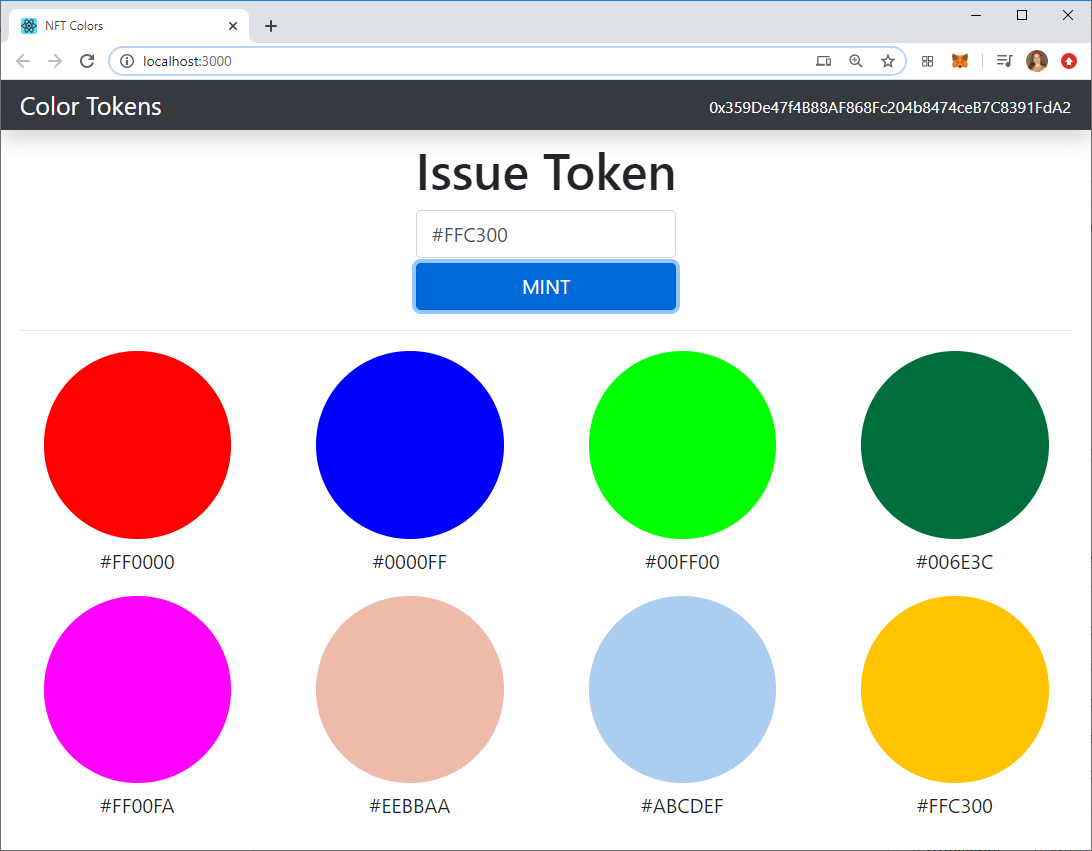 NFT Colors
localhost:3000
Color Tokens
0x359De47f4B88AF868Fc204b8474ceB7C8391FdA2
Issue Token
#FFC300
MINT
#FF0000
#0000FF
#00FF00
#006E3C
#FF00FA
#EEBBAA
#ABCDEF
#FFC300